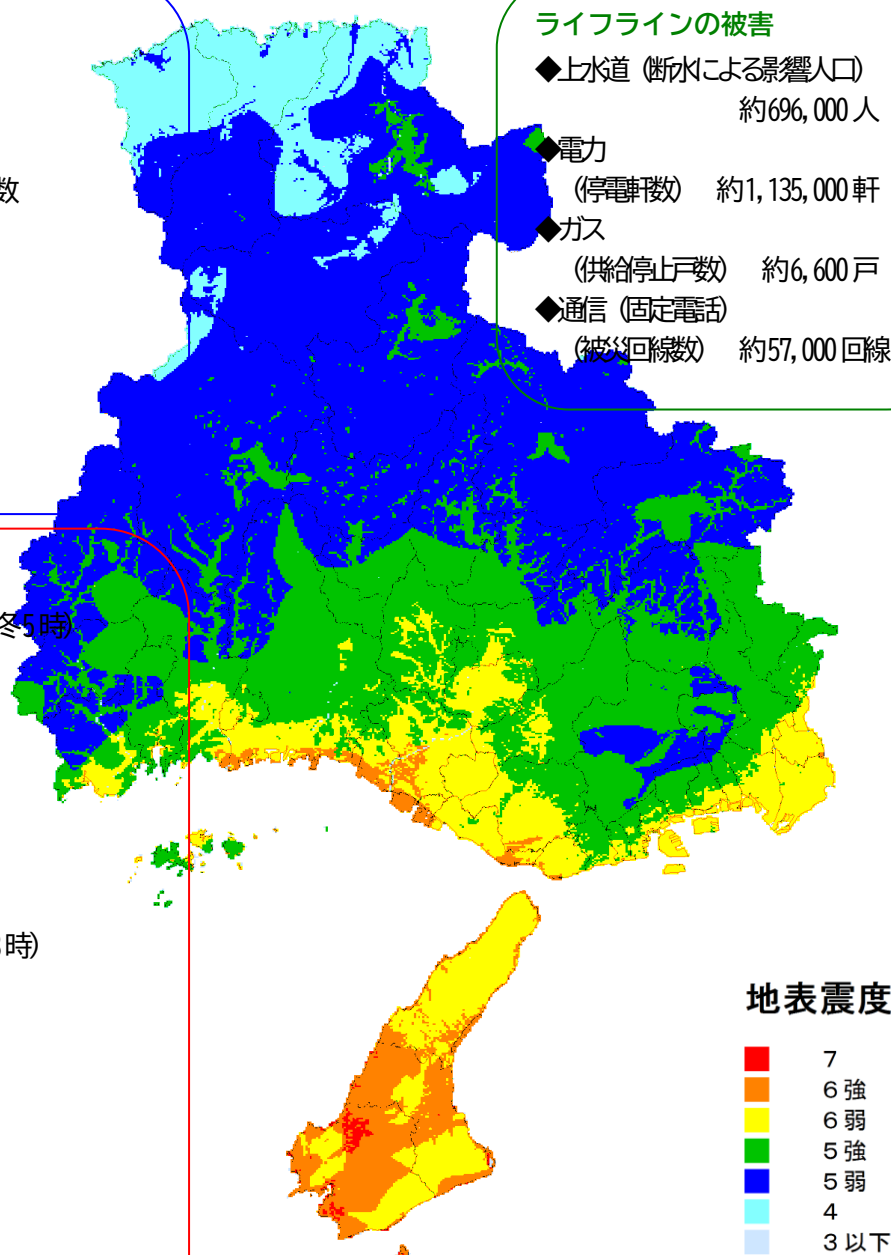 ライフラインの被害
◆上水道（断水による影響人口）
約696,000人
◆電力
（停電軒数） 約1,135,000軒
◆ガス
（供給停止戸数） 約6,600戸
◆通信（固定電話）
（被災回線数） 約57,000回線
数
冬5時）
時）
地表震度
7
6強
6弱
5強
5弱
4
3以下